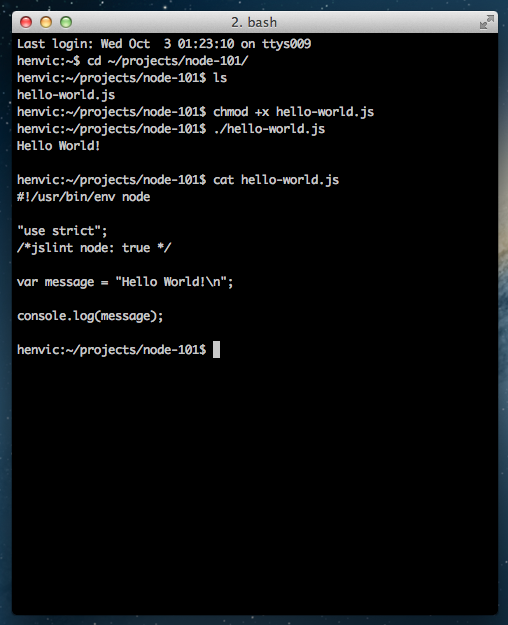 2. bash
Last login: Wed Oct  3 01:23:10 on ttys009
henvic:~$ cd ~/projects/node-101/
henvic:~/projects/node-101$ ls
hello-world.js
henvic:~/projects/node-101$ chmod +x hello-world.js
henvic:~/projects/node-101$ ./hello-world.js
Hello World!
henvic:~/projects/node-101$ cat hello-world.js
#!/usr/bin/env node
"use strict";
/*jslint node: true */
var message = "Hello World!\n";
console.log(message);
henvic:~/projects/node-101$